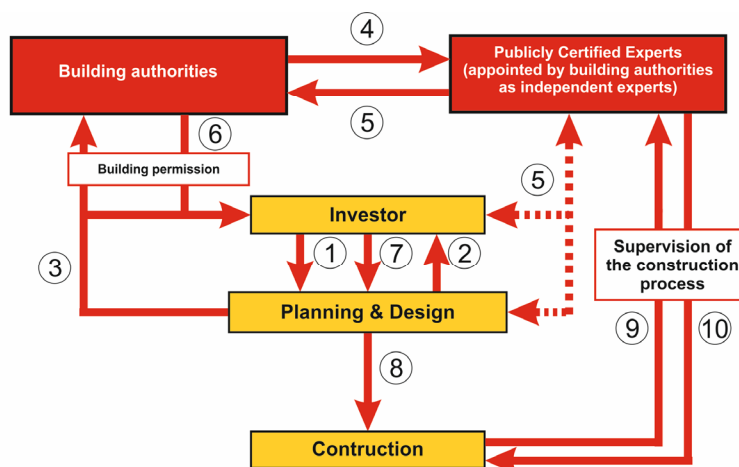 4
Building authorities
Publicly Certified Experts
(appointed by building authorities
as independent experts)
5
6
Building permission
5
Investor
3
1
7
2
Supervision of
the construction
process
Planning & Design
9
10
8
Contruction